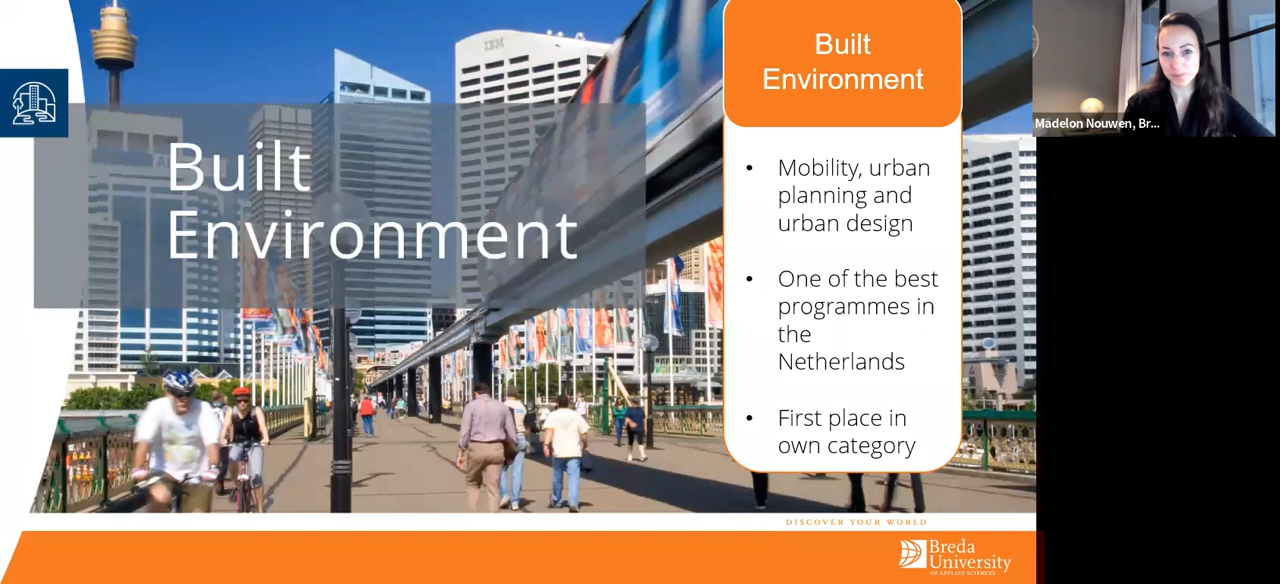 IBM
Built
Environment
Built
Environment
• Mobility, urban
planning and
urban design
• One of the best
programmes in
the
Netherlands
• First place in
own category
Madelon Nouwen, Br...
DISCOVER YOUR WORLD
Breda
University
OF APPLIED SCIENCES